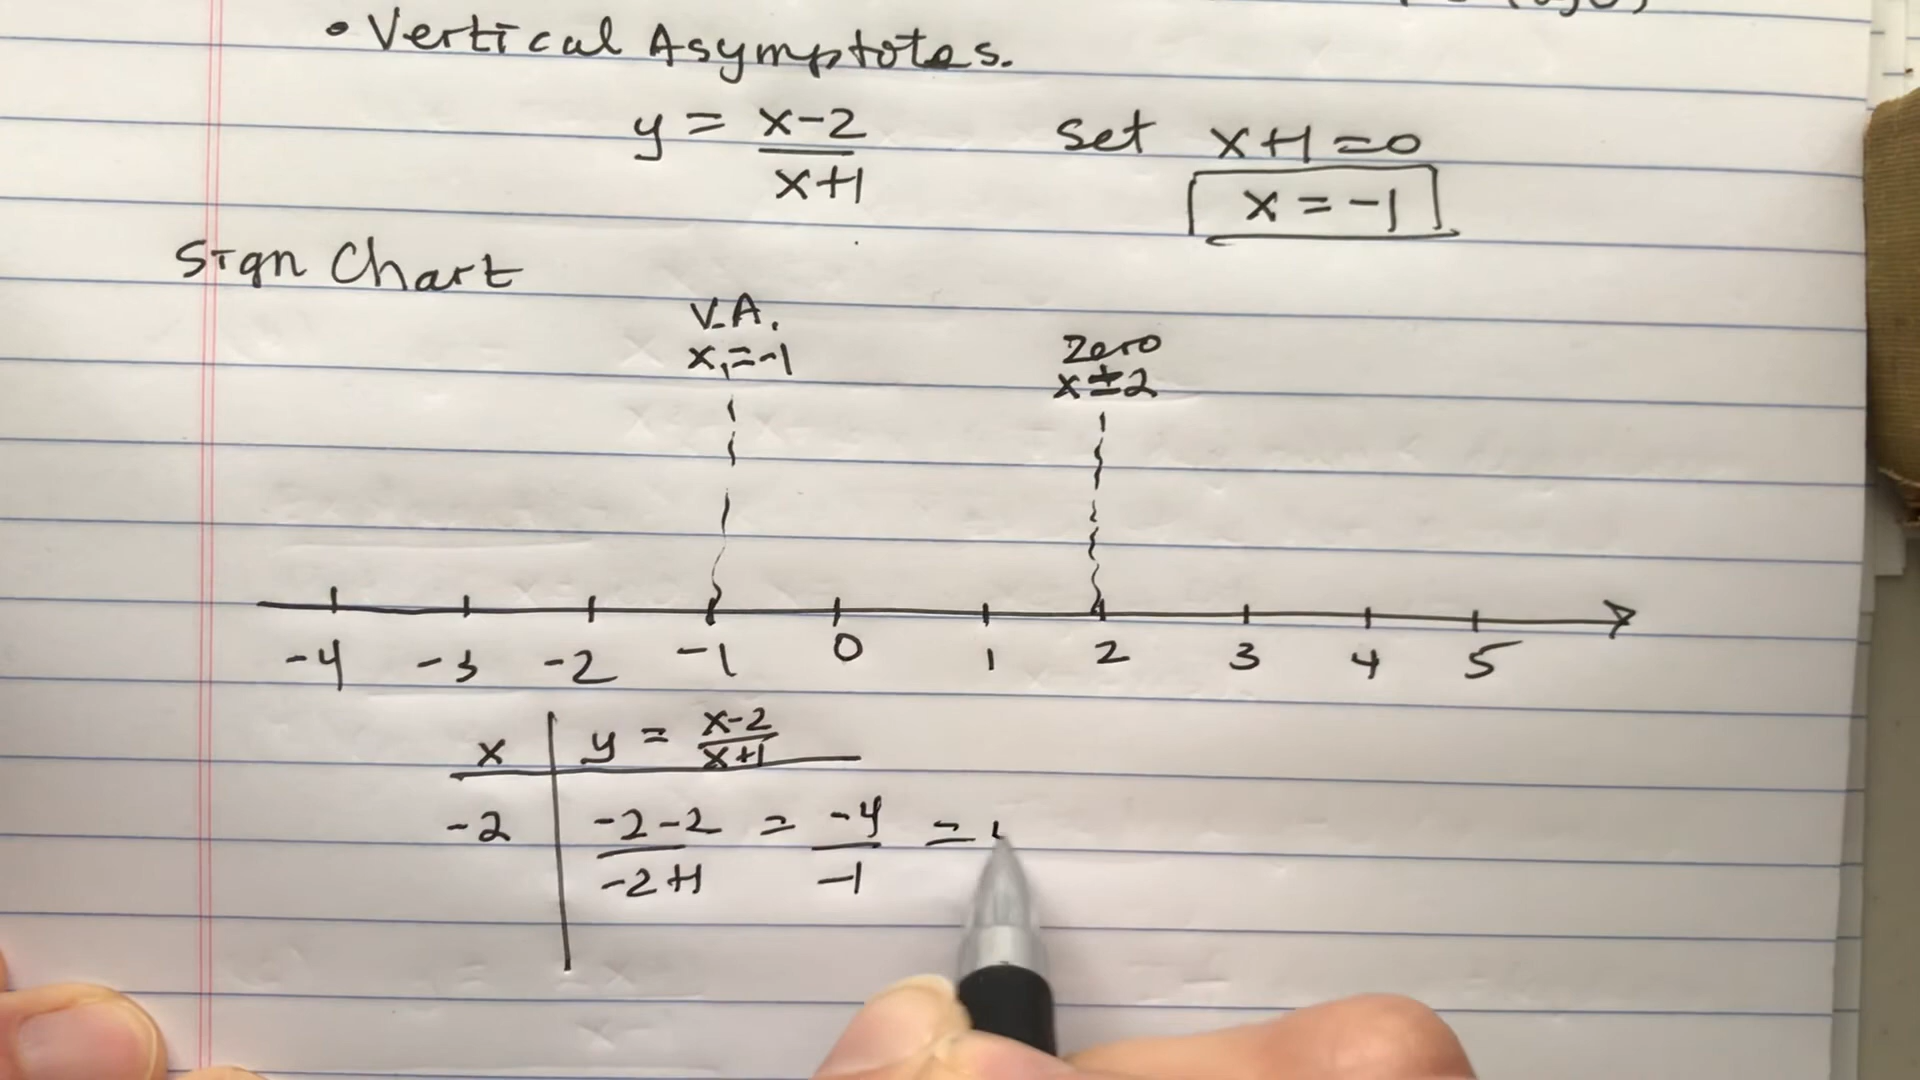 • Vertical Asymptotes.
y = x-2 / x+1
Set x+1=0
x = -1
Sign Chart
V.A.
x = -1
Zero
x = 2
-4 -3 -2 -1 0 1 2 3 4 5
x | y = x-2 / x+1
-2 | -2-2 / -2+1 = -4 / -1 =